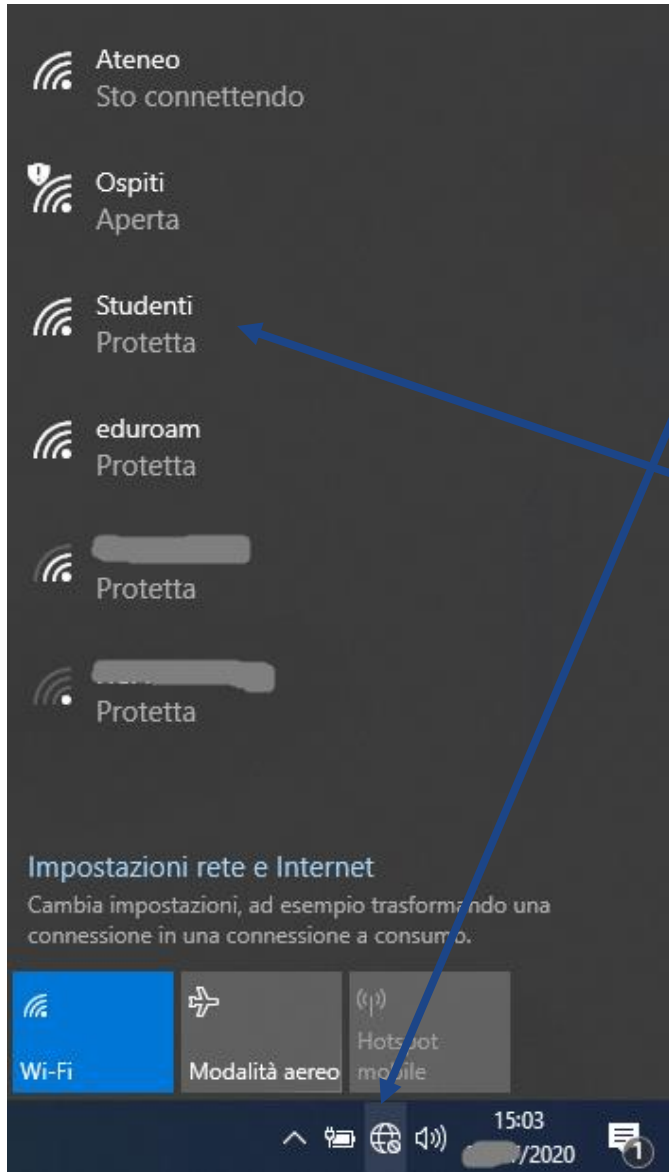 Ateneo
Sto connettendo
Ospiti
Aperta
Studenti
Protetta
eduroam
Protetta
Protetta
Protetta
Impostazioni rete e Internet
Cambia impostazioni, ad esempio trasformando una
connessione in una connessione a consumo.
Wi-Fi
Modalità aereo
Hotspot
mobile
15:03
/2020
1